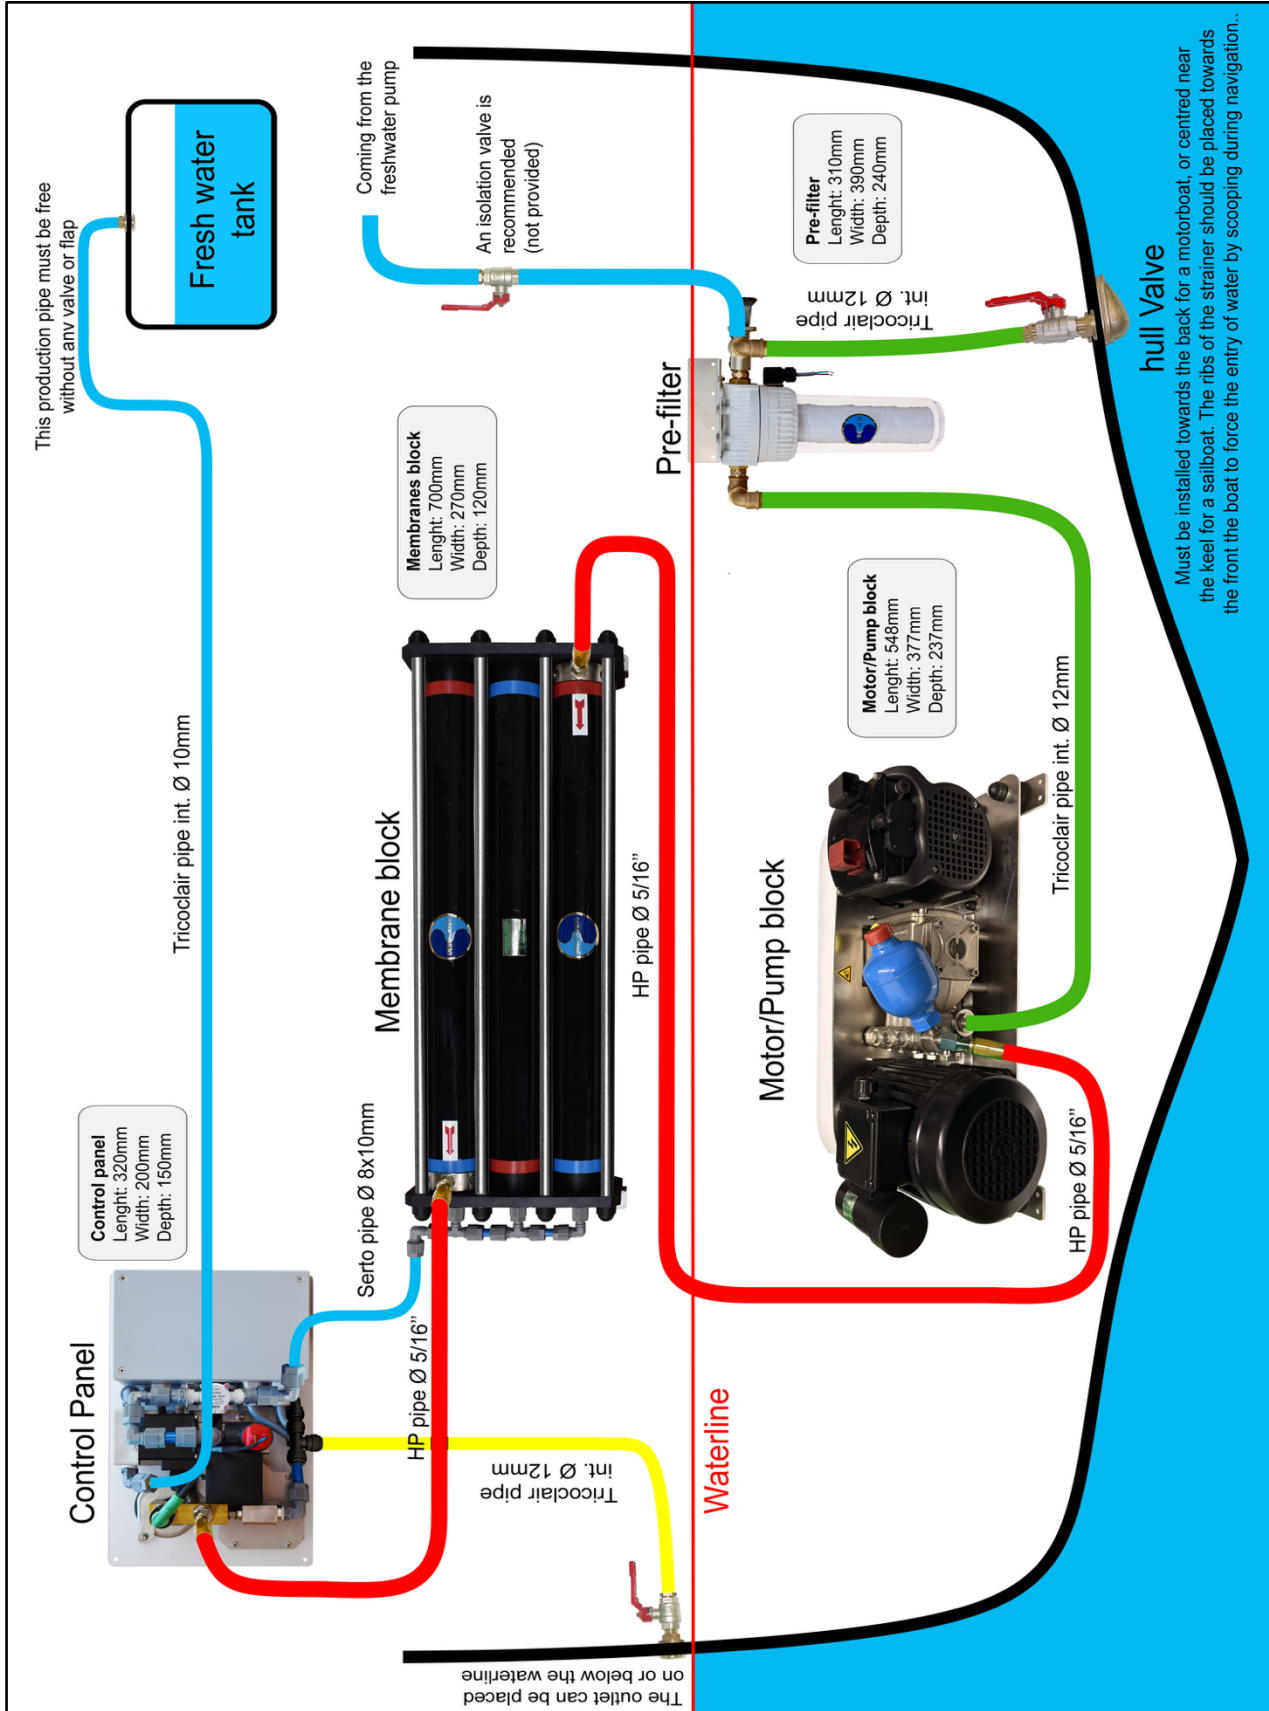 This production pipe must be free
without anv valve or flap
Fresh water
tank
Coming from the
freshwater pump
An isolation valve is
recommended
(not provided)
Tricoclair pipe int. Ø 10mm
Control panel
Lenght: 320mm
Width: 200mm
Depth: 150mm
Control Panel
Serto pipe Ø 8x10mm
HP pipe Ø 5/16”
Membrane block
Membranes block
Lenght: 700mm
Width: 270mm
Depth: 120mm
HP pipe Ø 5/16”
Pre-filter
Pre-filter
Lenght: 310mm
Width: 390mm
Depth: 240mm
Tricoclair pipe
int. Ø 12mm
Tricoclair pipe
int. Ø 12mm
The outlet can be placed
on or below the waterline
Waterline
Motor/Pump block
Motor/Pump block
Lenght: 548mm
Width: 377mm
Depth: 237mm
Tricoclair pipe int. Ø 12mm
HP pipe Ø 5/16”
hull Valve
Must be installed towards the back for a motorboat, or centred near
the keel for a sailboat. The ribs of the strainer should be placed towards
the front the boat to force the entry of water by scooping during navigation..